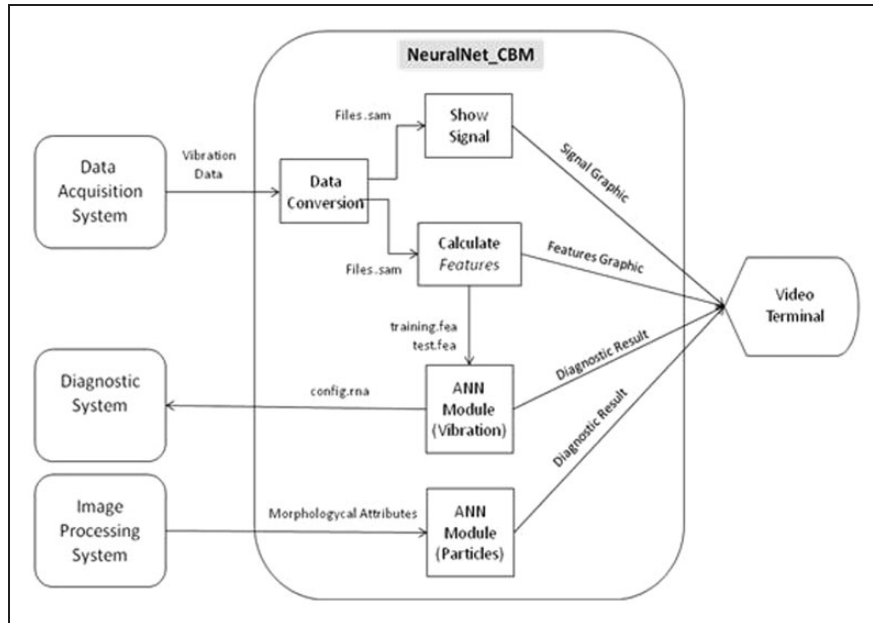 NeuralNet_CBM
Files.sam
Show
Signal
Data
Acquisition
System
Vibration
Data
Data
Conversion
Signal Graphic
Files.sam
Calculate
Features
Features Graphic
Video
Terminal
training.fea
test.fea
Diagnostic
System
config.rna
ANN
Module
(Vibration)
Diagnostic Result
Image
Processing
System
Morphologycal Attributes
ANN
Module
(Particles)
Diagnostic Result